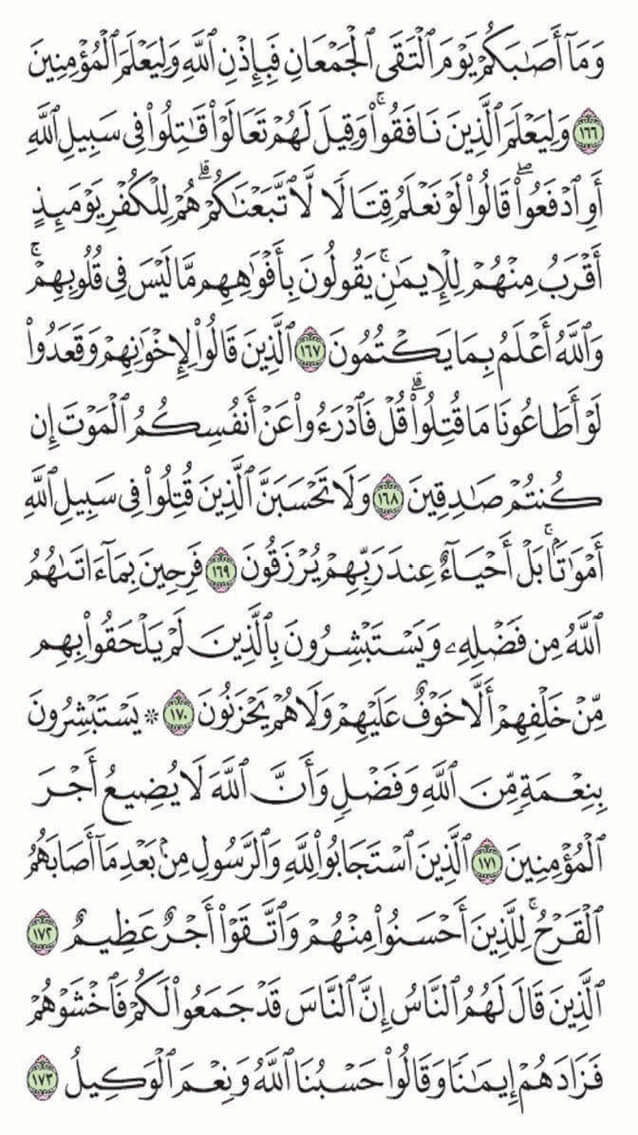 وَمَآ أَصَٰبَكُمْ يَوْمَ ٱلْتَقَى ٱلْجَمْعَانِ فَبِإِذْنِ ٱللَّهِ وَلِيَعْلَمَ ٱلْمُؤْمِنِينَ
١٦٦ وَلِيَعْلَمَ ٱلَّذِينَ نَافَقُوا۟ ۚ وَقِيلَ لَهُمْ تَعَالَوْا۟ قَٰتِلُوا۟ فِى سَبِيلِ ٱللَّهِ
أَوِ ٱدْفَعُوا۟ ۖ قَالُوا۟ لَوْ نَعْلَمُ قِتَالًا لَّٱتَّبَعْنَٰكُمْ ۗ هُمْ لِلْكُفْرِ يَوْمَئِذٍ
أَقْرَبُ مِنْهُمْ لِلْإِيمَٰنِ ۚ يَقُولُونَ بِأَفْوَٰهِهِم مَّا لَيْسَ فِى قُلُوبِهِمْ ۚ
وَٱللَّهُ أَعْلَمُ بِمَا يَكْتُمُونَ ١٦٧ ٱلَّذِينَ قَالُوا۟ لِإِخْوَٰنِهِمْ وَقَعَدُوا۟
لَوْ أَطَاعُونَا مَا قُتِلُوا۟ ۗ قُلْ فَٱدْرَءُوا۟ عَنْ أَنفُسِكُمُ ٱلْمَوْتَ إِن
كُنتُمْ صَٰدِقِينَ ١٦٨ وَلَا تَحْسَبَنَّ ٱلَّذِينَ قُتِلُوا۟ فِى سَبِيلِ ٱللَّهِ
أَمْوَٰتًۢا ۚ بَلْ أَحْيَآءٌ عِندَ رَبِّهِمْ يُرْزَقُونَ ١٦٩ فَرِحِينَ بِمَآ ءَاتَىٰهُمُ
ٱللَّهُ مِن فَضْلِهِۦ وَيَسْتَبْشِرُونَ بِٱلَّذِينَ لَمْ يَلْحَقُوا۟ بِهِم
مِّنْ خَلْفِهِمْ أَلَّا خَوْفٌ عَلَيْهِمْ وَلَا هُمْ يَحْزَنُونَ ١٧٠ ۞ يَسْتَبْشِرُونَ
بِنِعْمَةٍ مِّنَ ٱللَّهِ وَفَضْلٍ وَأَنَّ ٱللَّهَ لَا يُضِيعُ أَجْرَ
ٱلْمُؤْمِنِينَ ١٧١ ٱلَّذِينَ ٱسْتَجَابُوا۟ لِلَّهِ وَٱلرَّسُولِ مِنۢ بَعْدِ مَآ أَصَابَهُمُ
ٱلْقَرْحُ ۚ لِلَّذِينَ أَحْسَنُوا۟ مِنْهُمْ وَٱتَّقَوْا۟ أَجْرٌ عَظِيمٌ ١٧٢
ٱلَّذِينَ قَالَ لَهُمُ ٱلنَّاسُ إِنَّ ٱلنَّاسَ قَدْ جَمَعُوا۟ لَكُمْ فَٱخْشَوْهُمْ
فَزَادَهُمْ إِيمَٰنًا وَقَالُوا۟ حَسْبُنَا ٱللَّهُ وَنِعْمَ ٱلْوَكِيلُ ١٧٣